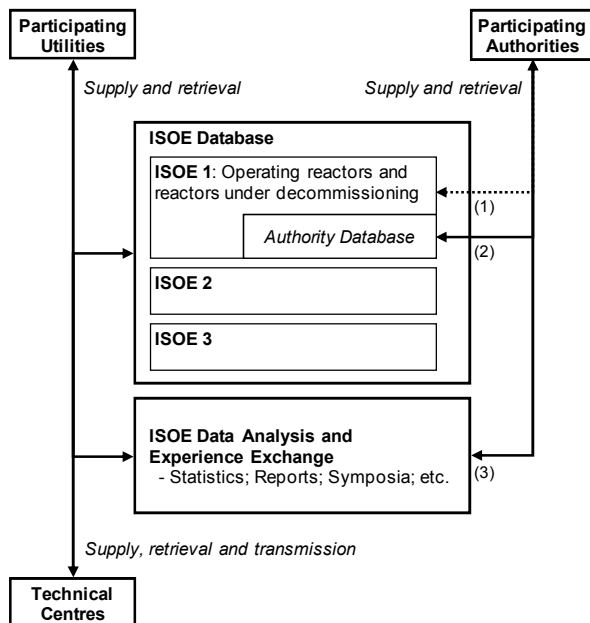 Participating
Utilities
Participating
Authorities
Supply and retrieval
Supply and retrieval
ISOE Database
ISOE 1: Operating reactors and
reactors under decommissioning
(1)
Authority Database
(2)
ISOE 2
ISOE 3
ISOE Data Analysis and
Experience Exchange
- Statistics; Reports; Symposia; etc.
(3)
Supply, retrieval and transmission
Technical
Centres